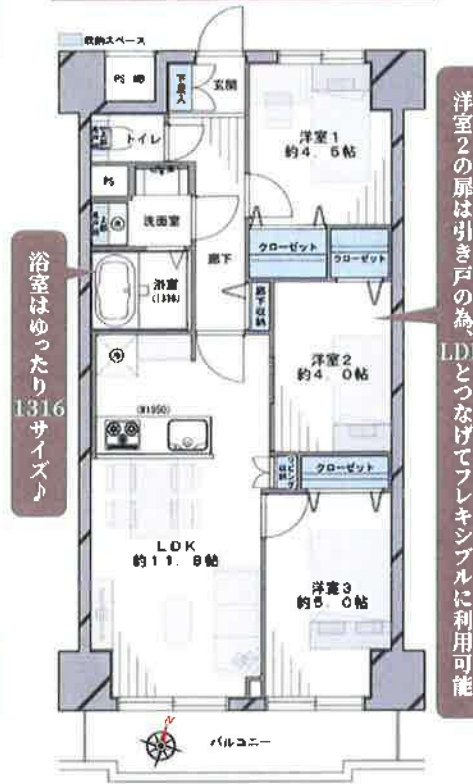 収納スペース
PS MB
下足入
玄関
トイレ
洋室1
約4.5帖
PS
洗面室
廊下
クローゼット
クローゼット
浴室
(1316)
廊下収納
洋室2
約4.0帖
(W1950)
クローゼット
LDK
約11.8帖
洋室3
約5.0帖
バルコニー
N
浴室はゆったり
1316サイズ♪
洋室2の扉は引き戸の為、LDKとつなげてフレキシブルに利用可能